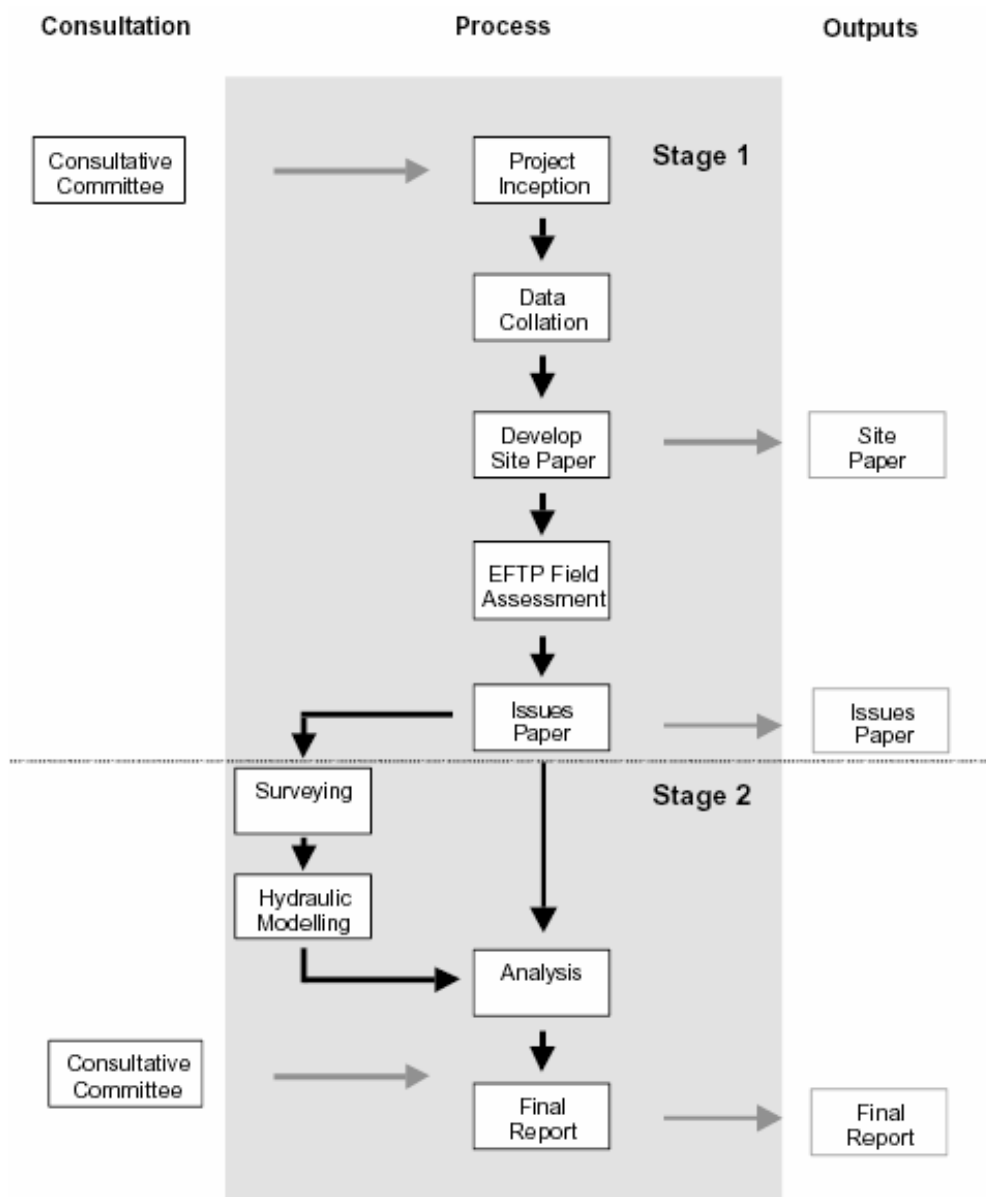 Consultation
Process
Outputs
Stage 1
Consultative
Committee
Project
Inception
Data
Collation
Develop
Site Paper
Site
Paper
EFTP Field
Assessment
Issues
Paper
Issues
Paper
Stage 2
Surveying
Hydraulic
Modelling
Analysis
Consultative
Committee
Final
Report
Final
Report